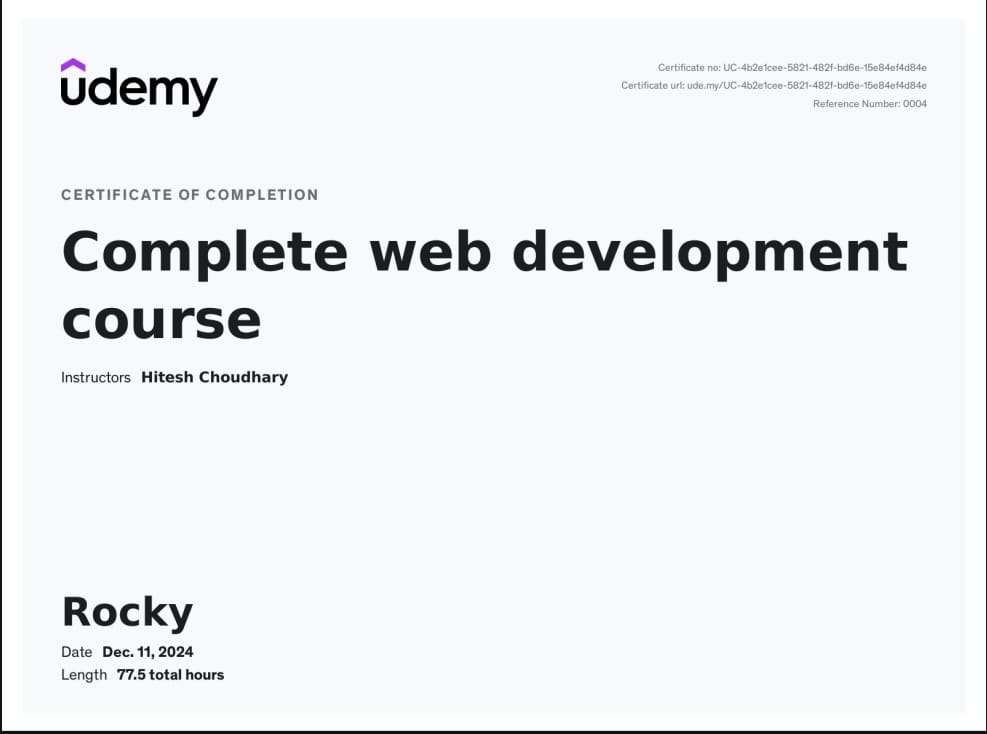 udemy
Certificate no: UC-4b2e1cee-5821-482f-bd6e-15e84ef4d84e
Certificate url: ude.my/UC-4b2e1cee-5821-482f-bd6e-15e84ef4d84e
Reference Number: 0004
CERTIFICATE OF COMPLETION
Complete web development
course
Instructors Hitesh Choudhary
Rocky
Date Dec. 11, 2024
Length 77.5 total hours